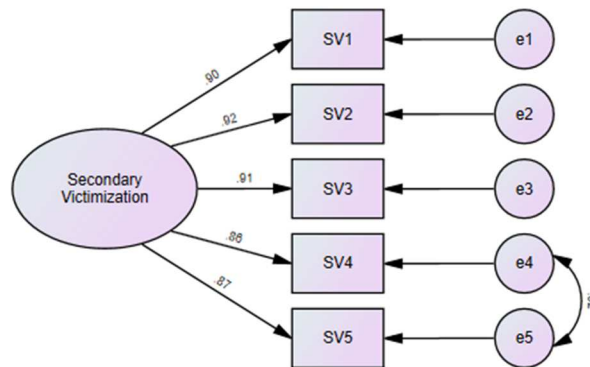 SV1
e1
.90
SV2
e2
.92
Secondary
Victimization
.91
SV3
e3
.86
SV4
e4
.87
SV5
e5